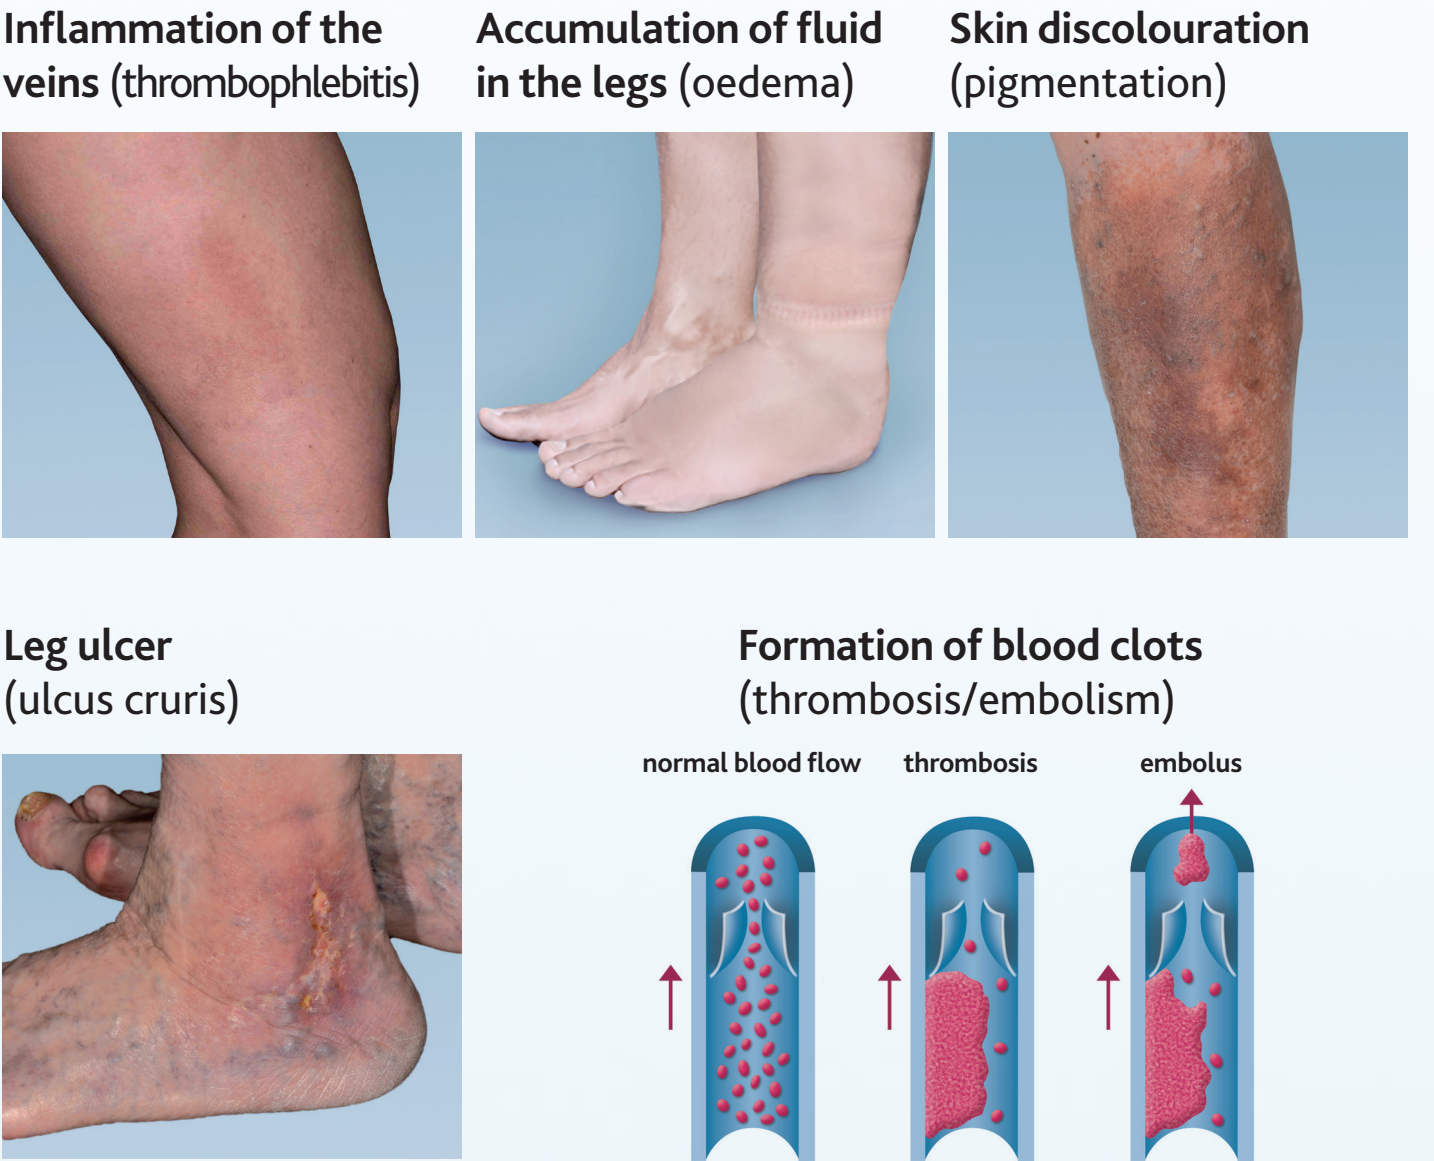 Inflammation of the
veins (thrombophlebitis)
Accumulation of fluid
in the legs (oedema)
Skin discolouration
(pigmentation)
Leg ulcer
(ulcus cruris)
Formation of blood clots
(thrombosis/embolism)
normal blood flow
thrombosis
embolus